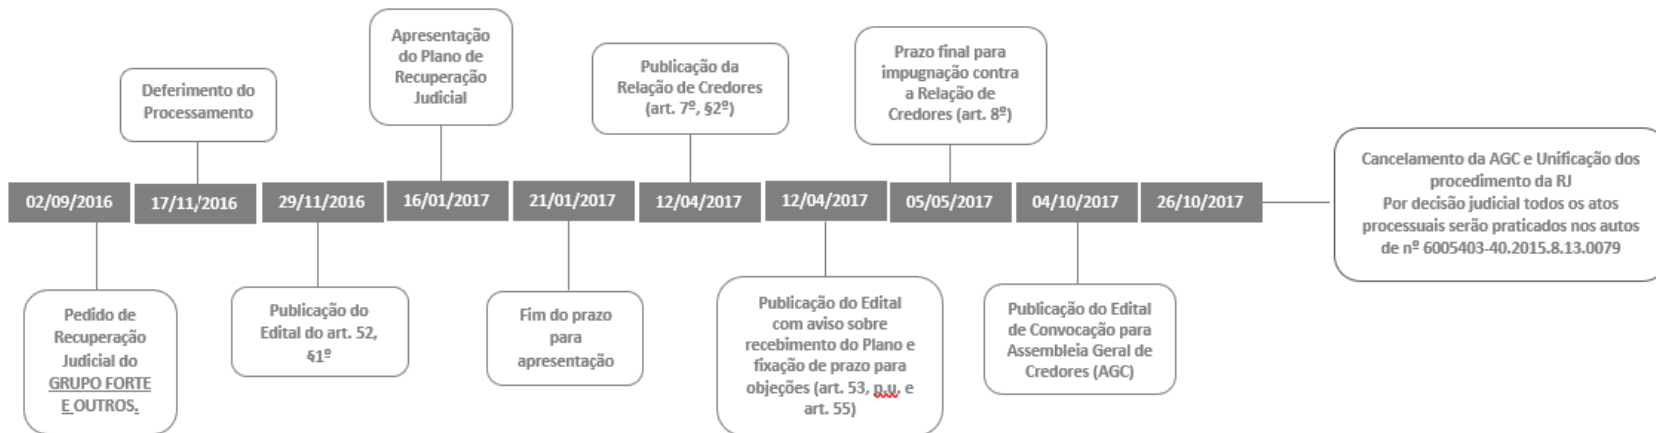 Apresentação
do Plano de
Recuperação
Judicial
Prazo final para
impugnação contra
a Relação de
Credores (art. 8º)
Publicação da
Relação de Credores
(art. 7º, §2º)
Deferimento do
Processamento
Cancelamento da AGC e Unificação dos
procedimento da RJ
Por decisão judicial todos os atos
processuais serão praticados nos autos
de nº 6005403-40.2015.8.13.0079
02/09/2016
17/11/2016
29/11/2016
16/01/2017
21/01/2017
12/04/2017
12/04/2017
05/05/2017
04/10/2017
26/10/2017
Pedido de
Recuperação
Judicial do
GRUPO FORTE
E OUTROS.
Publicação do
Edital do art. 52,
§1º
Fim do prazo
para
apresentação
Publicação do Edital
com aviso sobre
recebimento do Plano e
fixação de prazo para
objeções (art. 53, p.u. e
art. 55)
Publicação do Edital
de Convocação para
Assembleia Geral de
Credores (AGC)